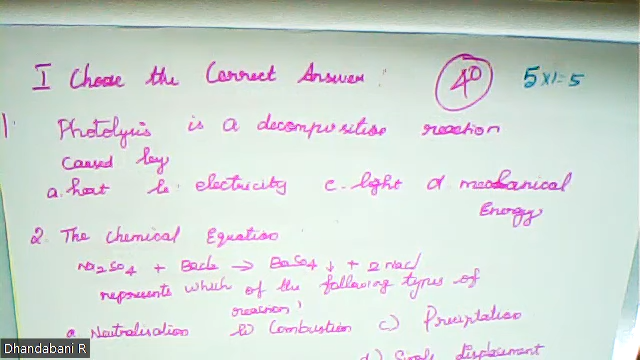 I Choose the Correct Answer: 40 5x1=5
1. Photolysis is a decomposition reaction
caused by
a. heat b. electricity c. light d. mechanical
Energy
2. The chemical Equation
Na2SO4 + BaCl2 → BaSO4 ↓ + 2NaCl
represents which of the following types of
reaction?
a. Neutralisation b) Combustion c) Precipitation
d) Single displacement
Dhandabani R